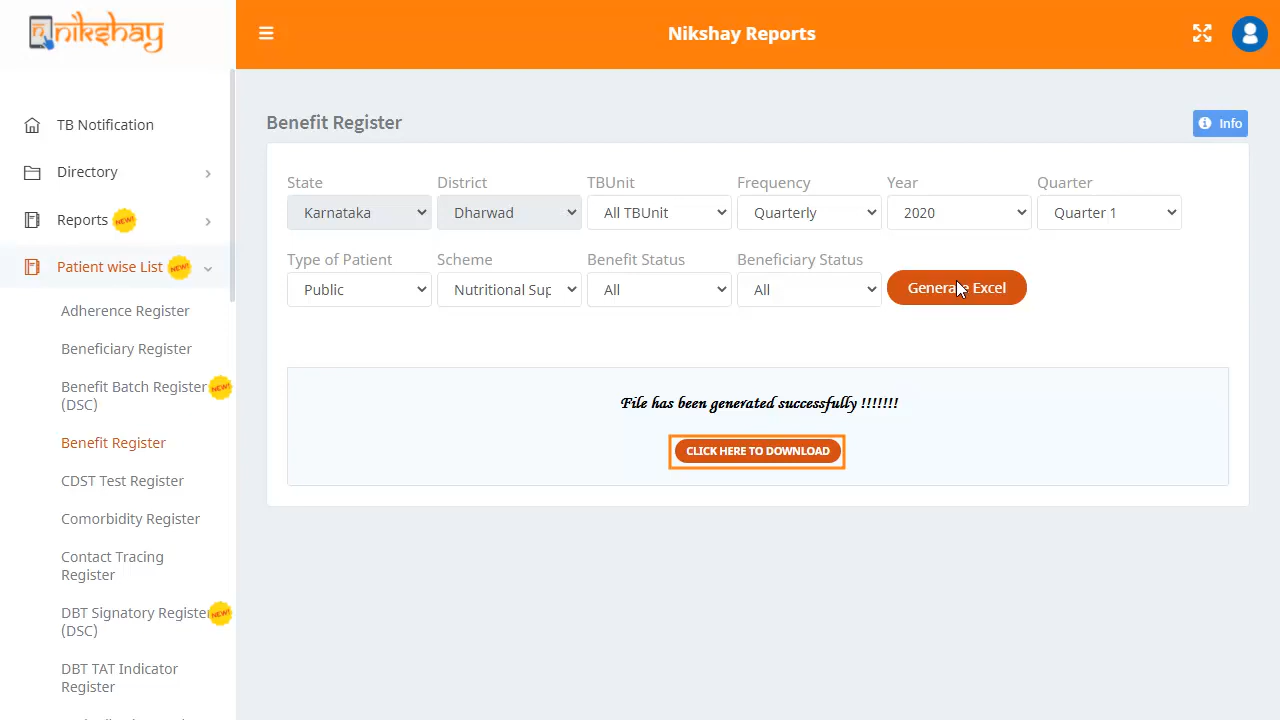 nikshay
Nikshay Reports
TB Notification
Directory
Reports NEW!
Patient wise List NEW!
Adherence Register
Beneficiary Register
Benefit Batch Register NEW!
(DSC)
Benefit Register
CDST Test Register
Comorbidity Register
Contact Tracing
Register
DBT Signatory Register NEW!
(DSC)
DBT TAT Indicator
Register
Benefit Register
Info
State District TBUnit Frequency Year Quarter
Karnataka Dharwad All TBUnit Quarterly 2020 Quarter 1
Type of Patient Scheme Benefit Status Beneficiary Status
Public Nutritional Sup All All Generate Excel
File has been generated successfully !!!!!!!
CLICK HERE TO DOWNLOAD